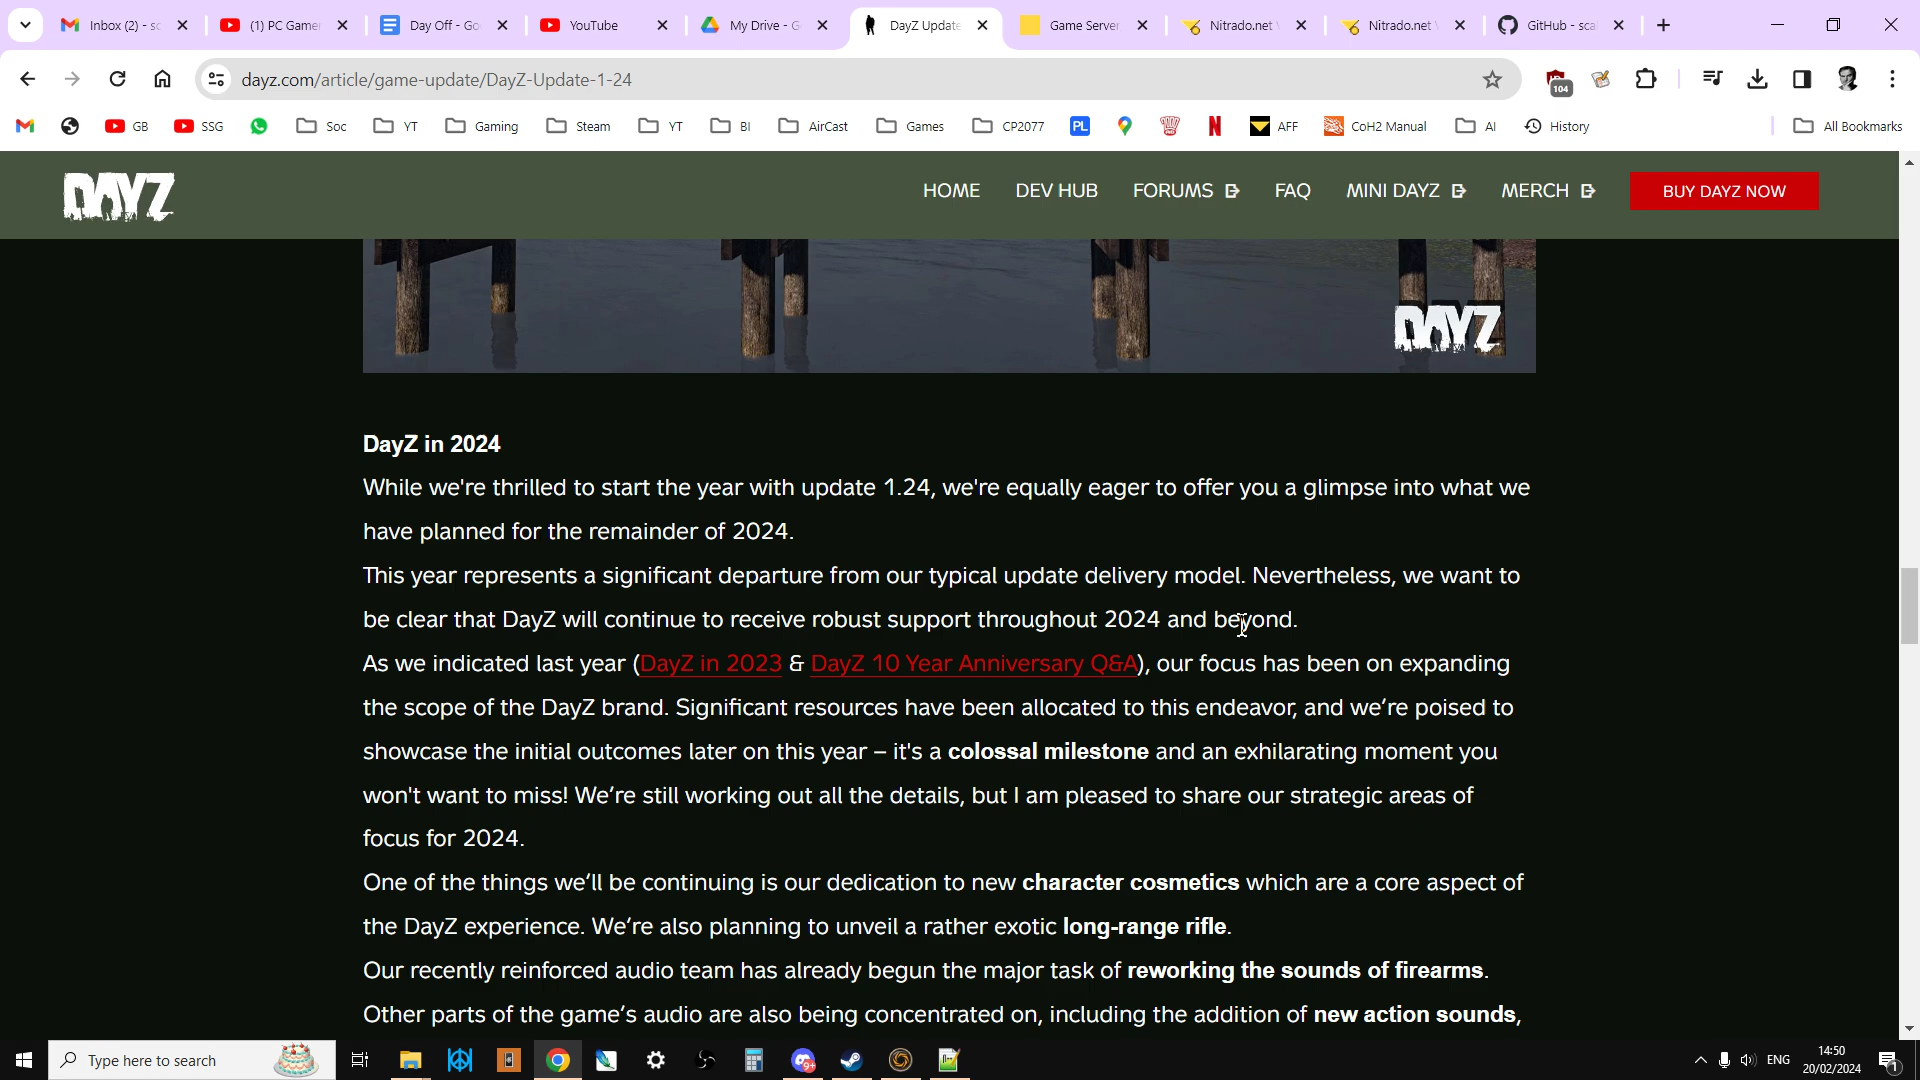 Inbox (2) - sc
(1) PC Game
Day Off - Go
YouTube
My Drive - G
DayZ Update
Game Server
Nitrado.net
Nitrado.net
GitHub - sca
dayz.com/article/game-update/DayZ-Update-1-24
104
GB
SSG
Soc
YT
Gaming
Steam
YT
BI
AirCast
Games
CP2077
PL
AFF
CoH2 Manual
AI
History
All Bookmarks
DAYZ
HOME
DEV HUB
FORUMS
FAQ
MINI DAYZ
MERCH
BUY DAYZ NOW
DAYZ
DayZ in 2024
While we're thrilled to start the year with update 1.24, we're equally eager to offer you a glimpse into what we
have planned for the remainder of 2024.
This year represents a significant departure from our typical update delivery model. Nevertheless, we want to
be clear that DayZ will continue to receive robust support throughout 2024 and beyond.
As we indicated last year (DayZ in 2023 & DayZ 10 Year Anniversary Q&A), our focus has been on expanding
the scope of the DayZ brand. Significant resources have been allocated to this endeavor, and we’re poised to
showcase the initial outcomes later on this year – it's a colossal milestone and an exhilarating moment you
won't want to miss! We’re still working out all the details, but I am pleased to share our strategic areas of
focus for 2024.
One of the things we’ll be continuing is our dedication to new character cosmetics which are a core aspect of
the DayZ experience. We’re also planning to unveil a rather exotic long-range rifle.
Our recently reinforced audio team has already begun the major task of reworking the sounds of firearms.
Other parts of the game’s audio are also being concentrated on, including the addition of new action sounds,
Type here to search
ENG
14:50
20/02/2024
1